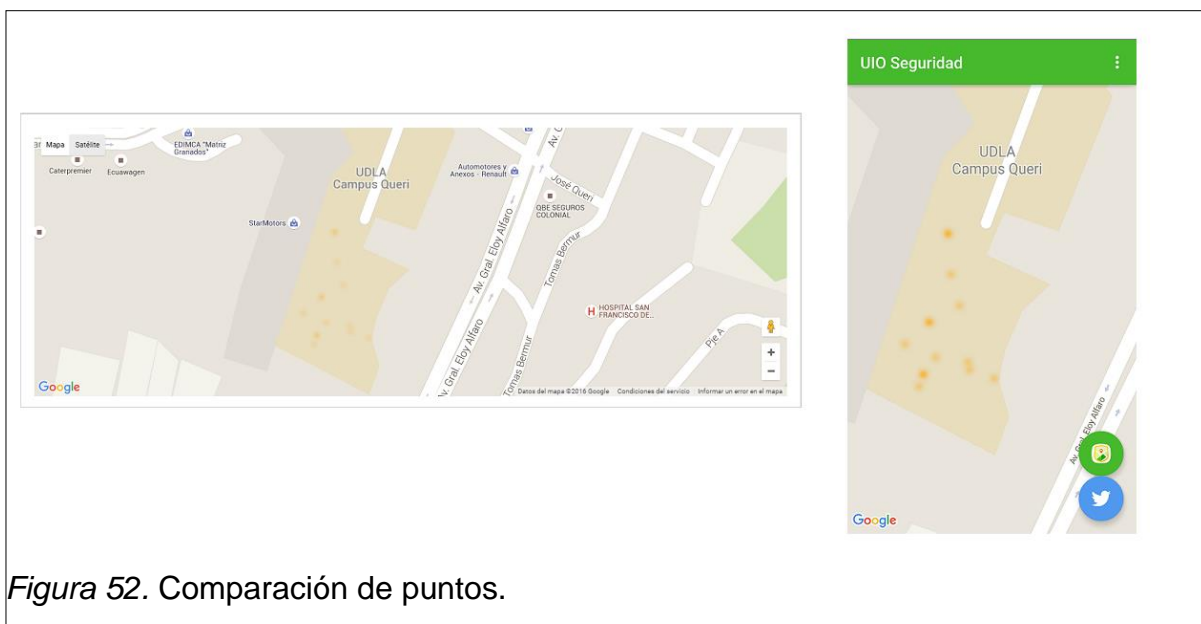 Mapa Satélite
EDIMCA "Matriz
Granados"
Caterpremier
Ecuawagen
UDLA
Campus Queri
Automotores y
Anexos - Renault
Av. G
José Queri
QBE SEGUROS
COLONIAL
StarMotors
Av. Gral. Eloy Alfaro
Tomas Bermur
H HOSPITAL SAN
FRANCISCO DE...
Pje A
Av. Gral. Eloy Alfaro
Tomas Bermur
+
−
Google
Datos del mapa ©2016 Google Condiciones del servicio Informar un error en el mapa
UIO Seguridad
UDLA
Campus Queri
Av. Gral. Eloy Alfaro
Google
Figura 52. Comparación de puntos.